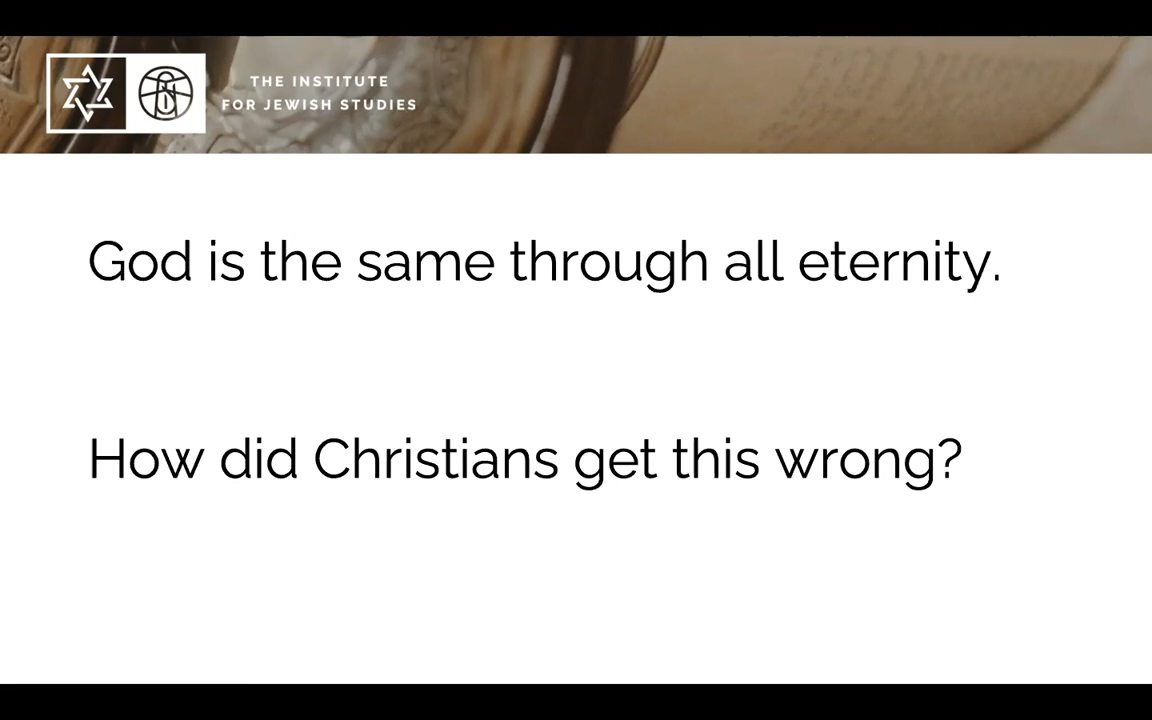 THE INSTITUTE
FOR JEWISH STUDIES
God is the same through all eternity.
How did Christians get this wrong?